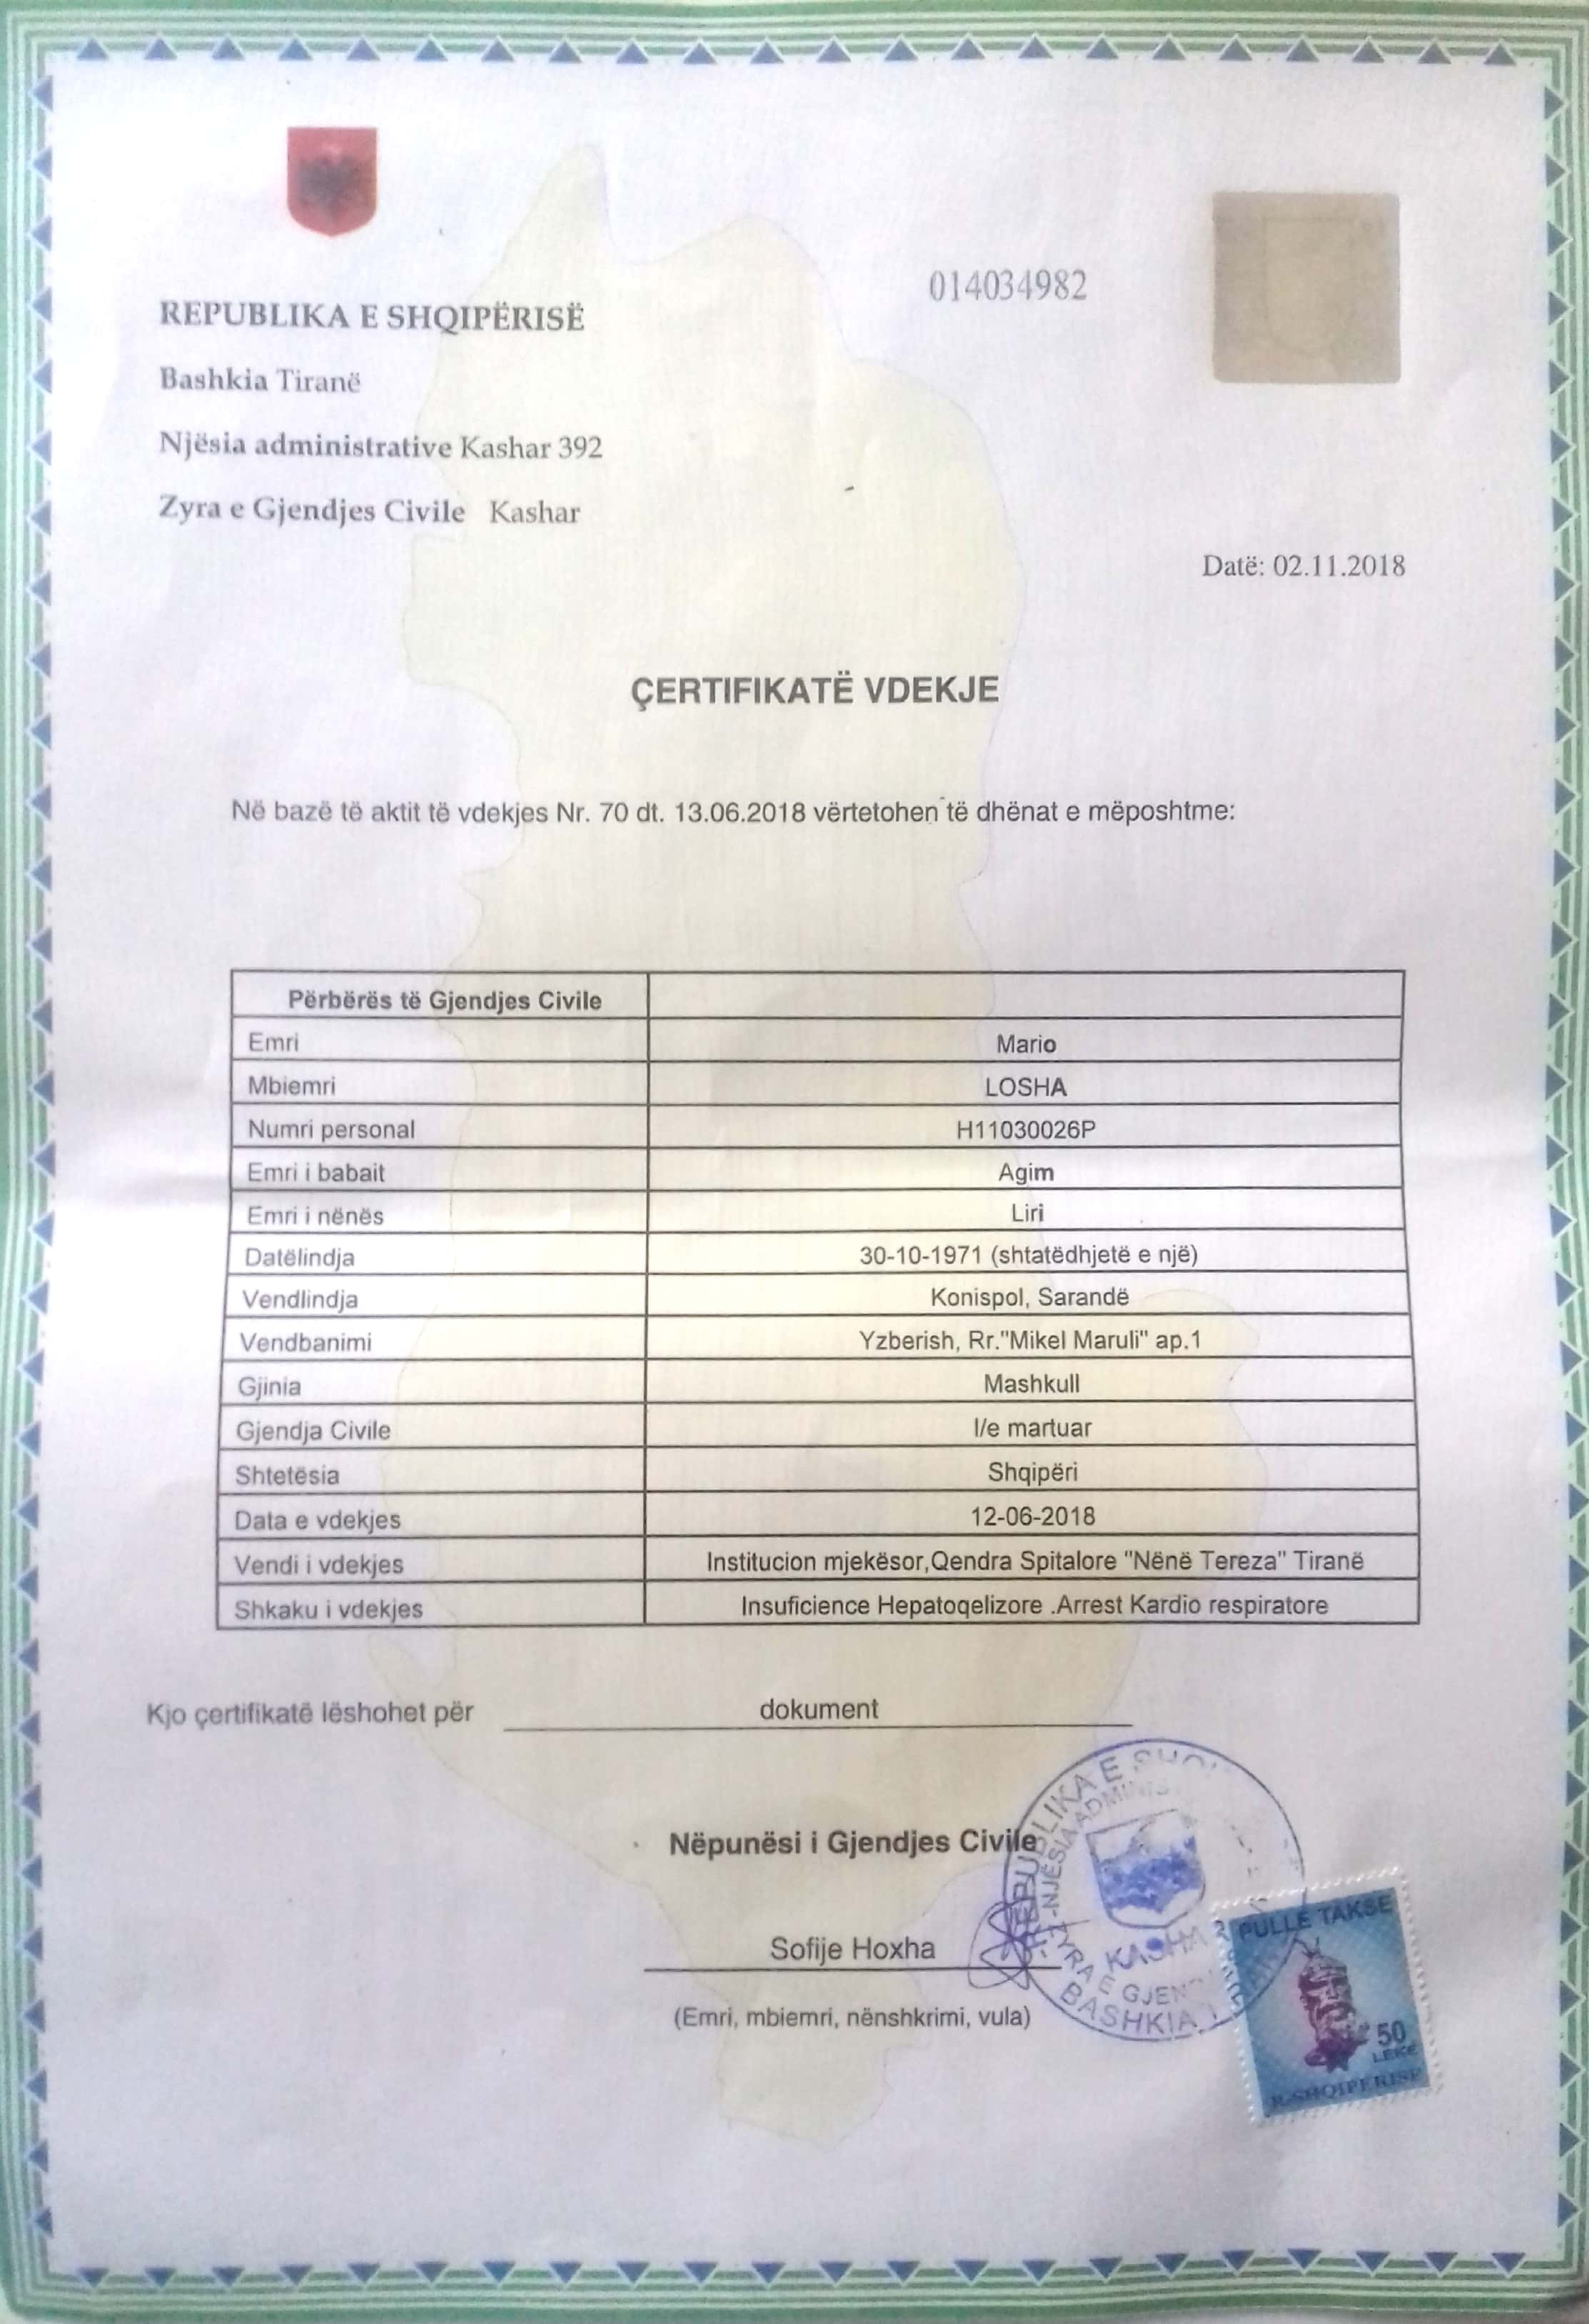 014034982
REPUBLIKA E SHQIPËRISË
Bashkia Tiranë
Njësia administrative Kashar 392
Zyra e Gjendjes Civile Kashar
Datë: 02.11.2018
ÇERTIFIKATË VDEKJE
Në bazë të aktit të vdekjes Nr. 70 dt. 13.06.2018 vërtetohen të dhënat e mëposhtme:
Përbërës të Gjendjes Civile
Emri Mario
Mbiemri LOSHA
Numri personal H11030026P
Emri i babait Agim
Emri i nënës Liri
Datëlindja 30-10-1971 (shtatëdhjetë e një)
Vendlindja Konispol, Sarandë
Vendbanimi Yzberish, Rr."Mikel Maruli" ap.1
Gjinia Mashkull
Gjendja Civile I/e martuar
Shtetësia Shqipëri
Data e vdekjes 12-06-2018
Vendi i vdekjes Institucion mjekësor,Qendra Spitalore "Nënë Tereza" Tiranë
Shkaku i vdekjes Insuficience Hepatoqelizore .Arrest Kardio respiratore
Kjo çertifikatë lëshohet për dokument
Nëpunësi i Gjendjes Civile
Sofije Hoxha
(Emri, mbiemri, nënshkrimi, vula)
REPUBLIKA E
NJËSIA
ZYRA E
BASHKIA
PULLË TAKSE
50
LEKË
R.SHQIPËRISË